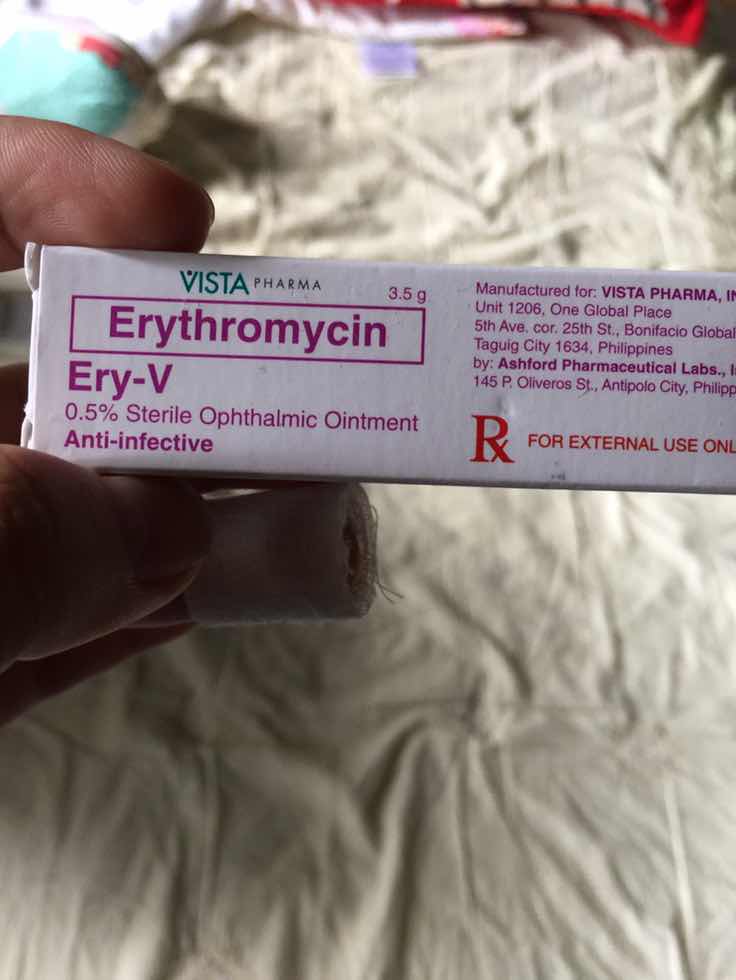 VISTA PHARMA
3.5 g
Erythromycin
Ery-V
0.5% Sterile Ophthalmic Ointment
Anti-infective
Manufactured for: VISTA PHARMA,
Unit 1206, One Global Place
5th Ave. cor. 25th St., Bonifacio Global
Taguig City 1634, Philippines
by: Ashford Pharmaceutical Labs.,
145 P. Oliveros St., Antipolo City,
Rx FOR EXTERNAL USE